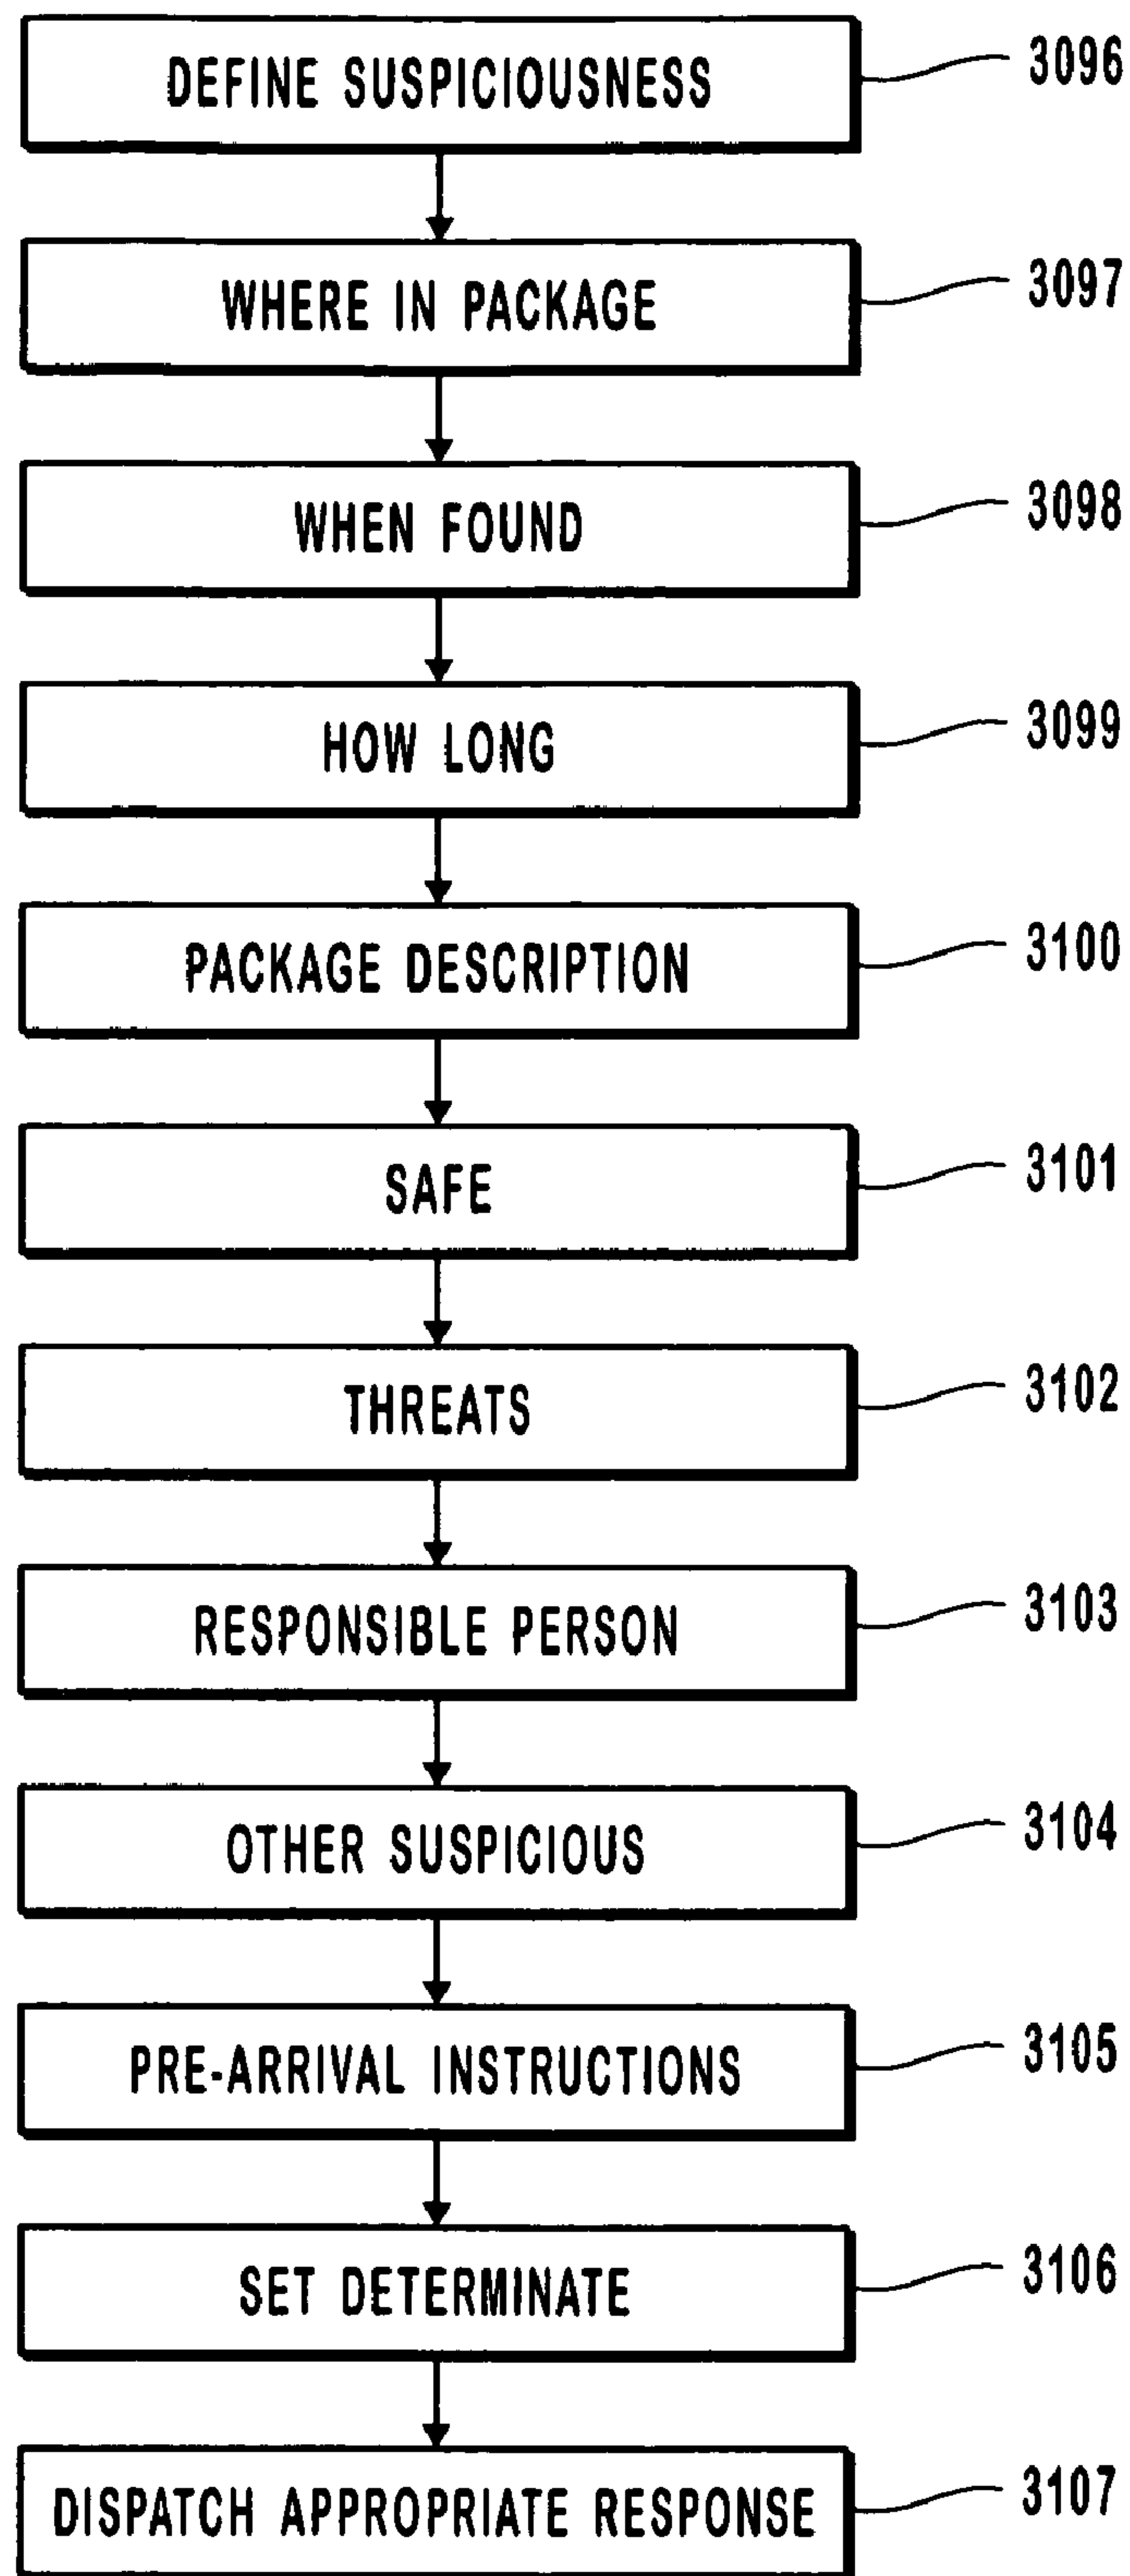 DEFINE SUSPICIOUSNESS 3096
WHERE IN PACKAGE 3097
WHEN FOUND 3098
HOW LONG 3099
PACKAGE DESCRIPTION 3100
SAFE 3101
THREATS 3102
RESPONSIBLE PERSON 3103
OTHER SUSPICIOUS 3104
PRE-ARRIVAL INSTRUCTIONS 3105
SET DETERMINATE 3106
DISPATCH APPROPRIATE RESPONSE 3107